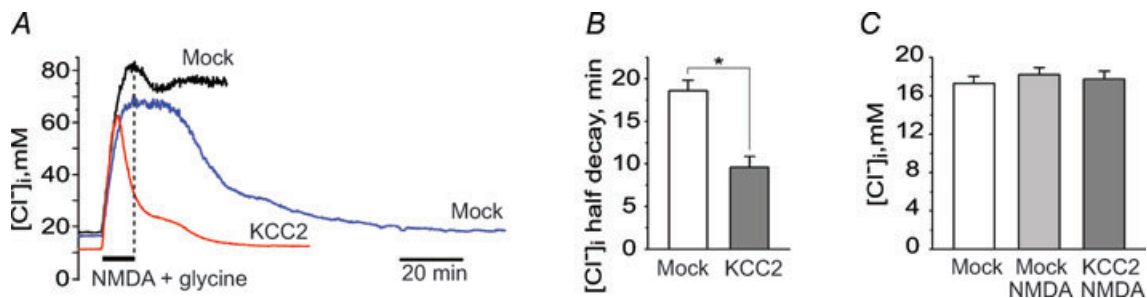 A
[Cl⁻]i,mM
80
60
40
20
0
Mock
Mock
KCC2
NMDA + glycine
20 min
B
[Cl⁻]i half decay, min
20
15
10
5
0
*
Mock KCC2
C
[Cl⁻]i,mM
20
16
12
8
4
0
Mock Mock KCC2
NMDA NMDA